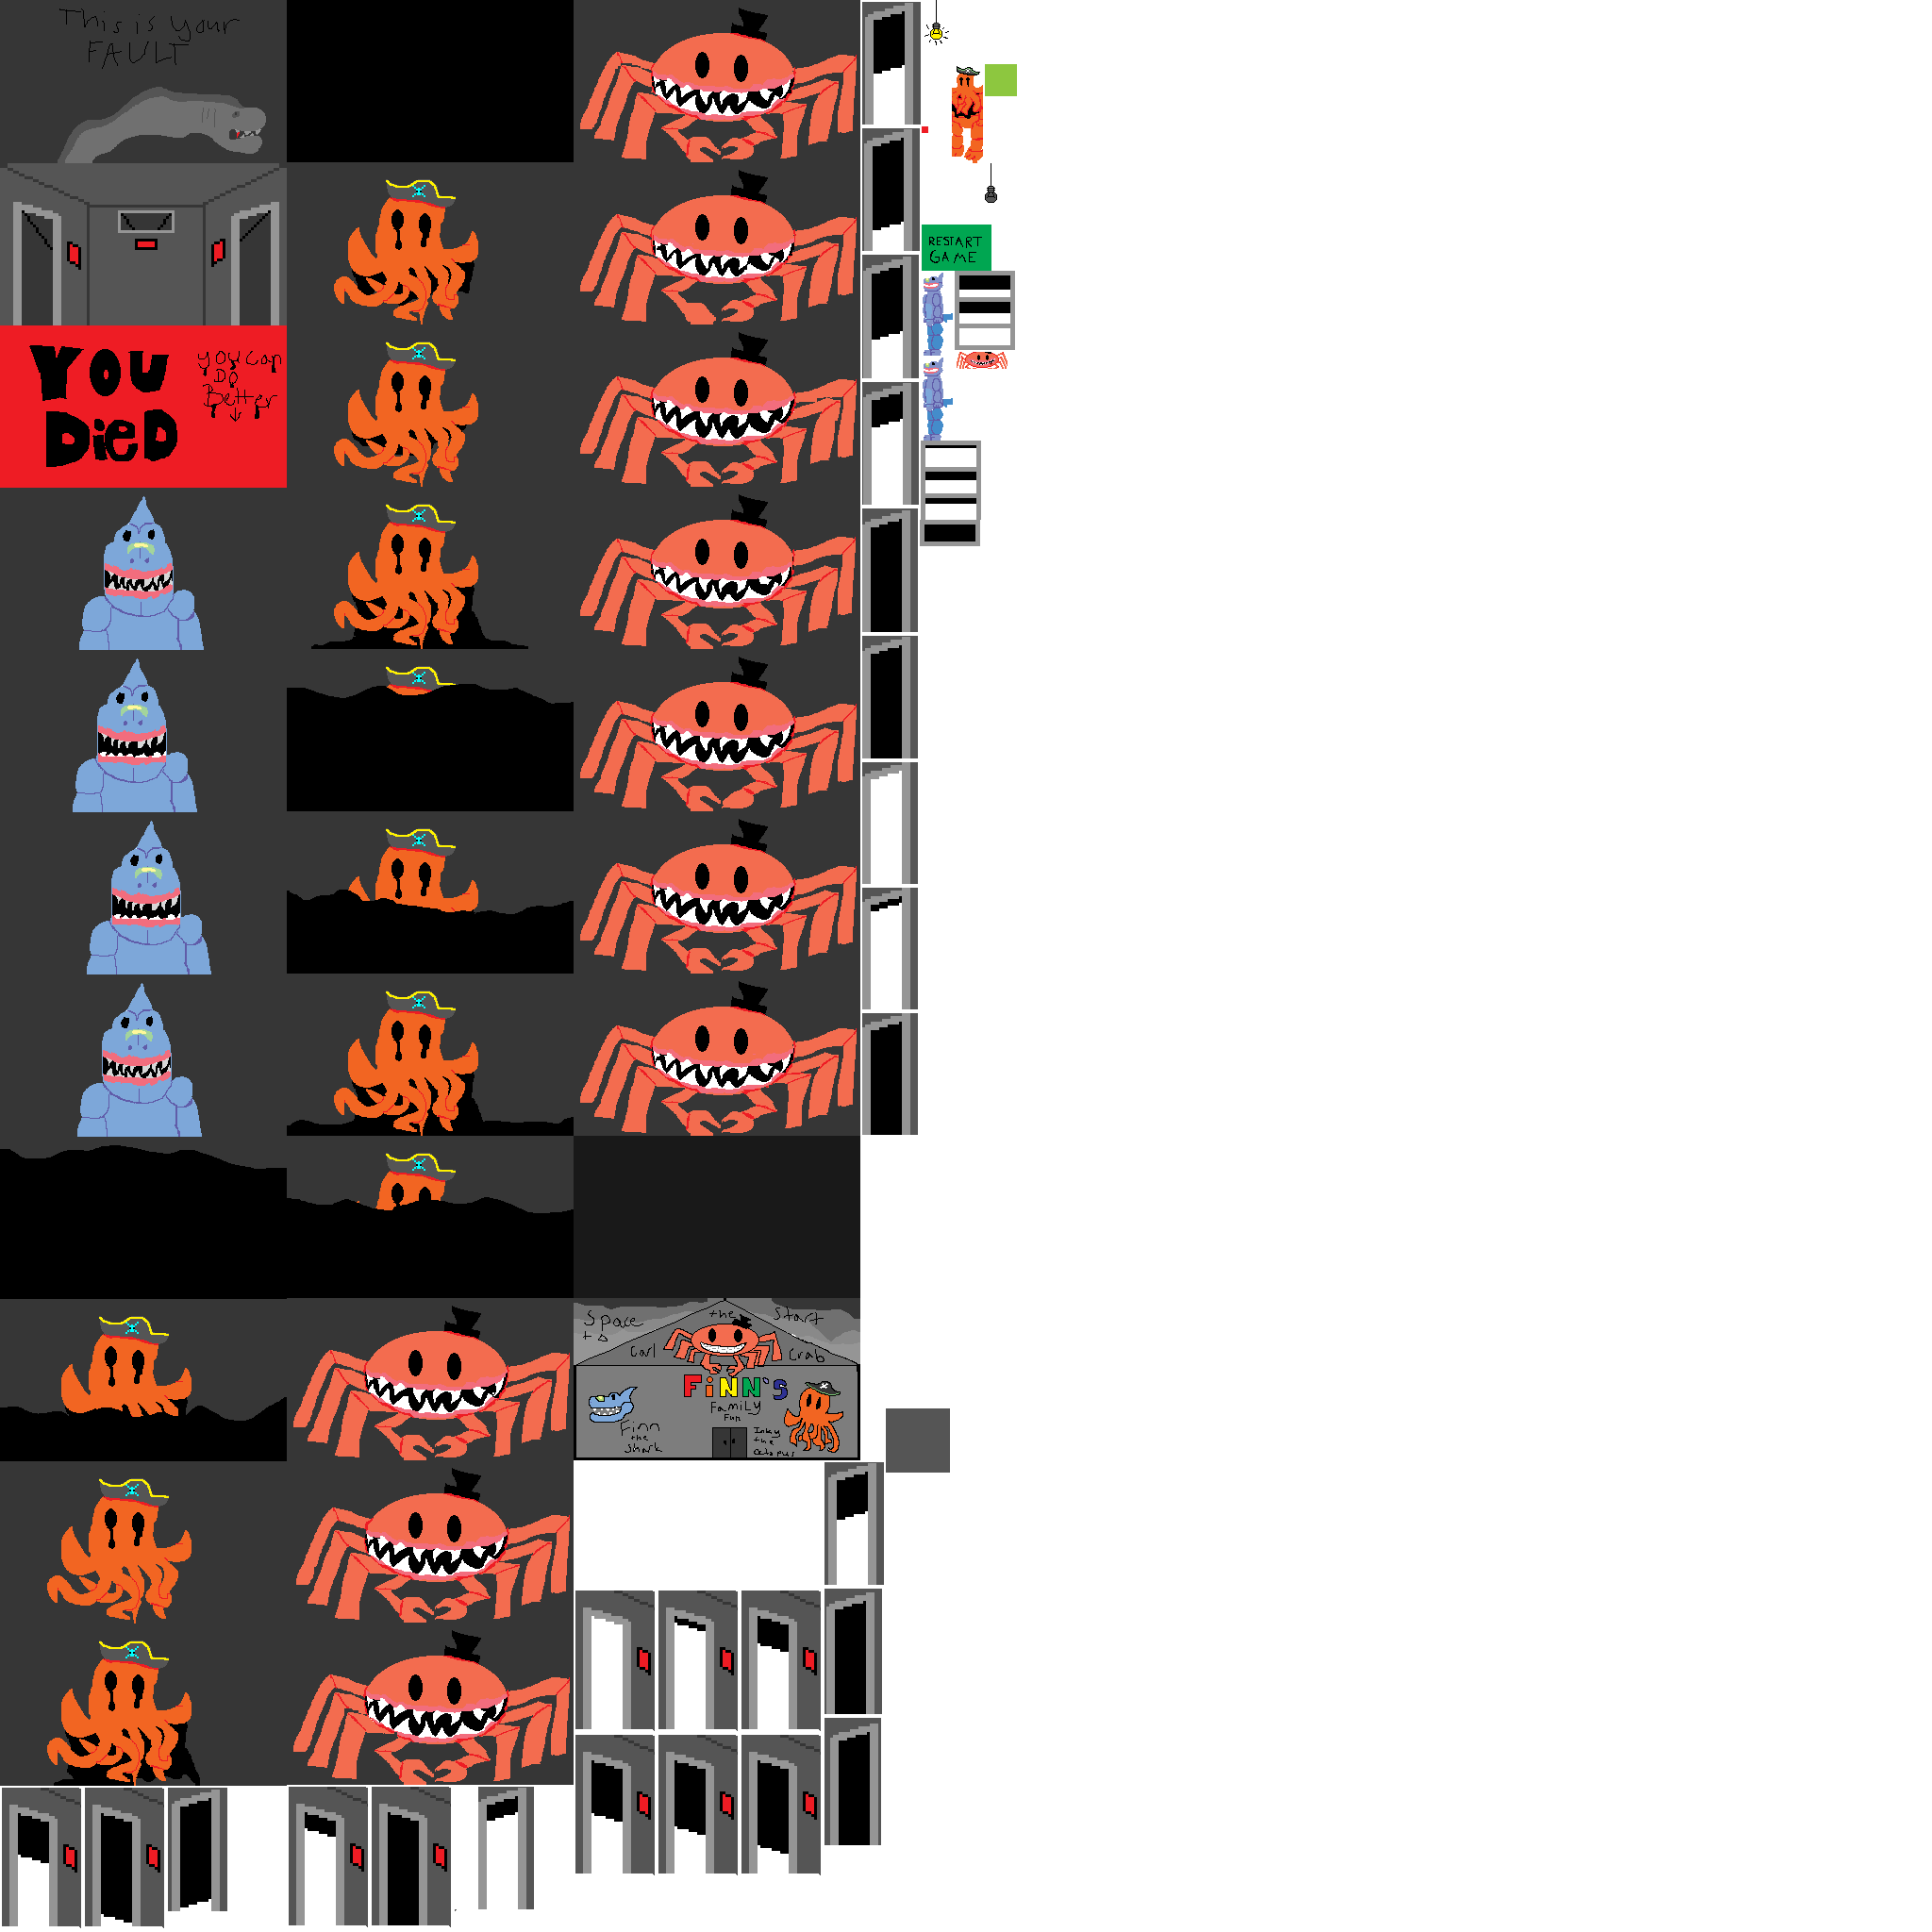 This is your
FAULT
RESTART
GAME
YOU
DieD
you can
DO
Better
Space
to
the
Start
Carl
Crab
FiNN's
FamiLy
Fun
Finn
the
Shark
Inky
the
Octopus